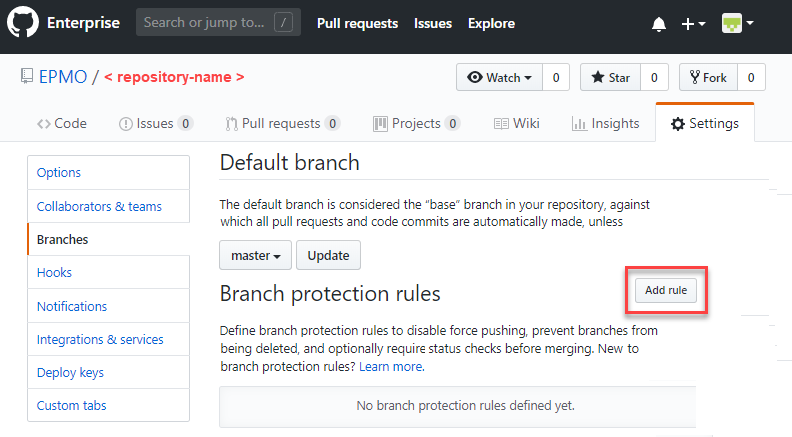 Enterprise Search or jump to... / Pull requests Issues Explore
EPMO / < repository-name > Watch 0 Star 0 Fork 0
Code Issues 0 Pull requests 0 Projects 0 Wiki Insights Settings
Options
Collaborators & teams
Branches
Hooks
Notifications
Integrations & services
Deploy keys
Custom tabs
Default branch
The default branch is considered the "base" branch in your repository, against
which all pull requests and code commits are automatically made, unless
master Update
Branch protection rules Add rule
Define branch protection rules to disable force pushing, prevent branches from
being deleted, and optionally require status checks before merging. New to
branch protection rules? Learn more.
No branch protection rules defined yet.